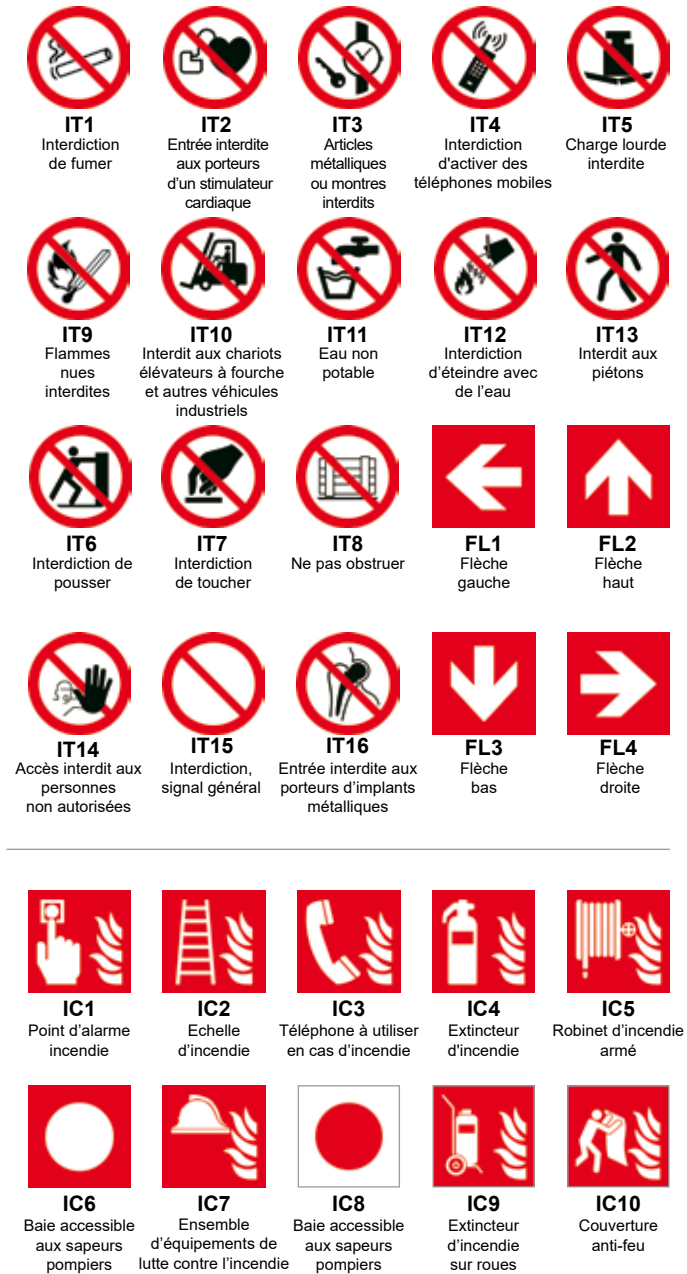 IT1
Interdiction
de fumer
IT2
Entrée interdite
aux porteurs
d’un stimulateur
cardiaque
IT3
Articles
métalliques
ou montres
interdits
IT4
Interdiction
d'activer des
téléphones mobiles
IT5
Charge lourde
interdite
IT9
Flammes
nues
interdites
IT10
Interdit aux chariots
élévateurs à fourche
et autres véhicules
industriels
IT11
Eau non
potable
IT12
Interdiction
d’éteindre avec
de l’eau
IT13
Interdit aux
piétons
IT6
Interdiction de
pousser
IT7
Interdiction
de toucher
IT8
Ne pas obstruer
FL1
Flèche
gauche
FL2
Flèche
haut
IT14
Accès interdit aux
personnes
non autorisées
IT15
Interdiction,
signal général
IT16
Entrée interdite aux
porteurs d’implants
métalliques
FL3
Flèche
bas
FL4
Flèche
droite
IC1
Point d’alarme
incendie
IC2
Echelle
d’incendie
IC3
Téléphone à utiliser
en cas d’incendie
IC4
Extincteur
d'incendie
IC5
Robinet d’incendie
armé
IC6
Baie accessible
aux sapeurs
pompiers
IC7
Ensemble
d’équipements de
lutte contre l’incendie
IC8
Baie accessible
aux sapeurs
pompiers
IC9
Extincteur
d’incendie
sur roues
IC10
Couverture
anti-feu